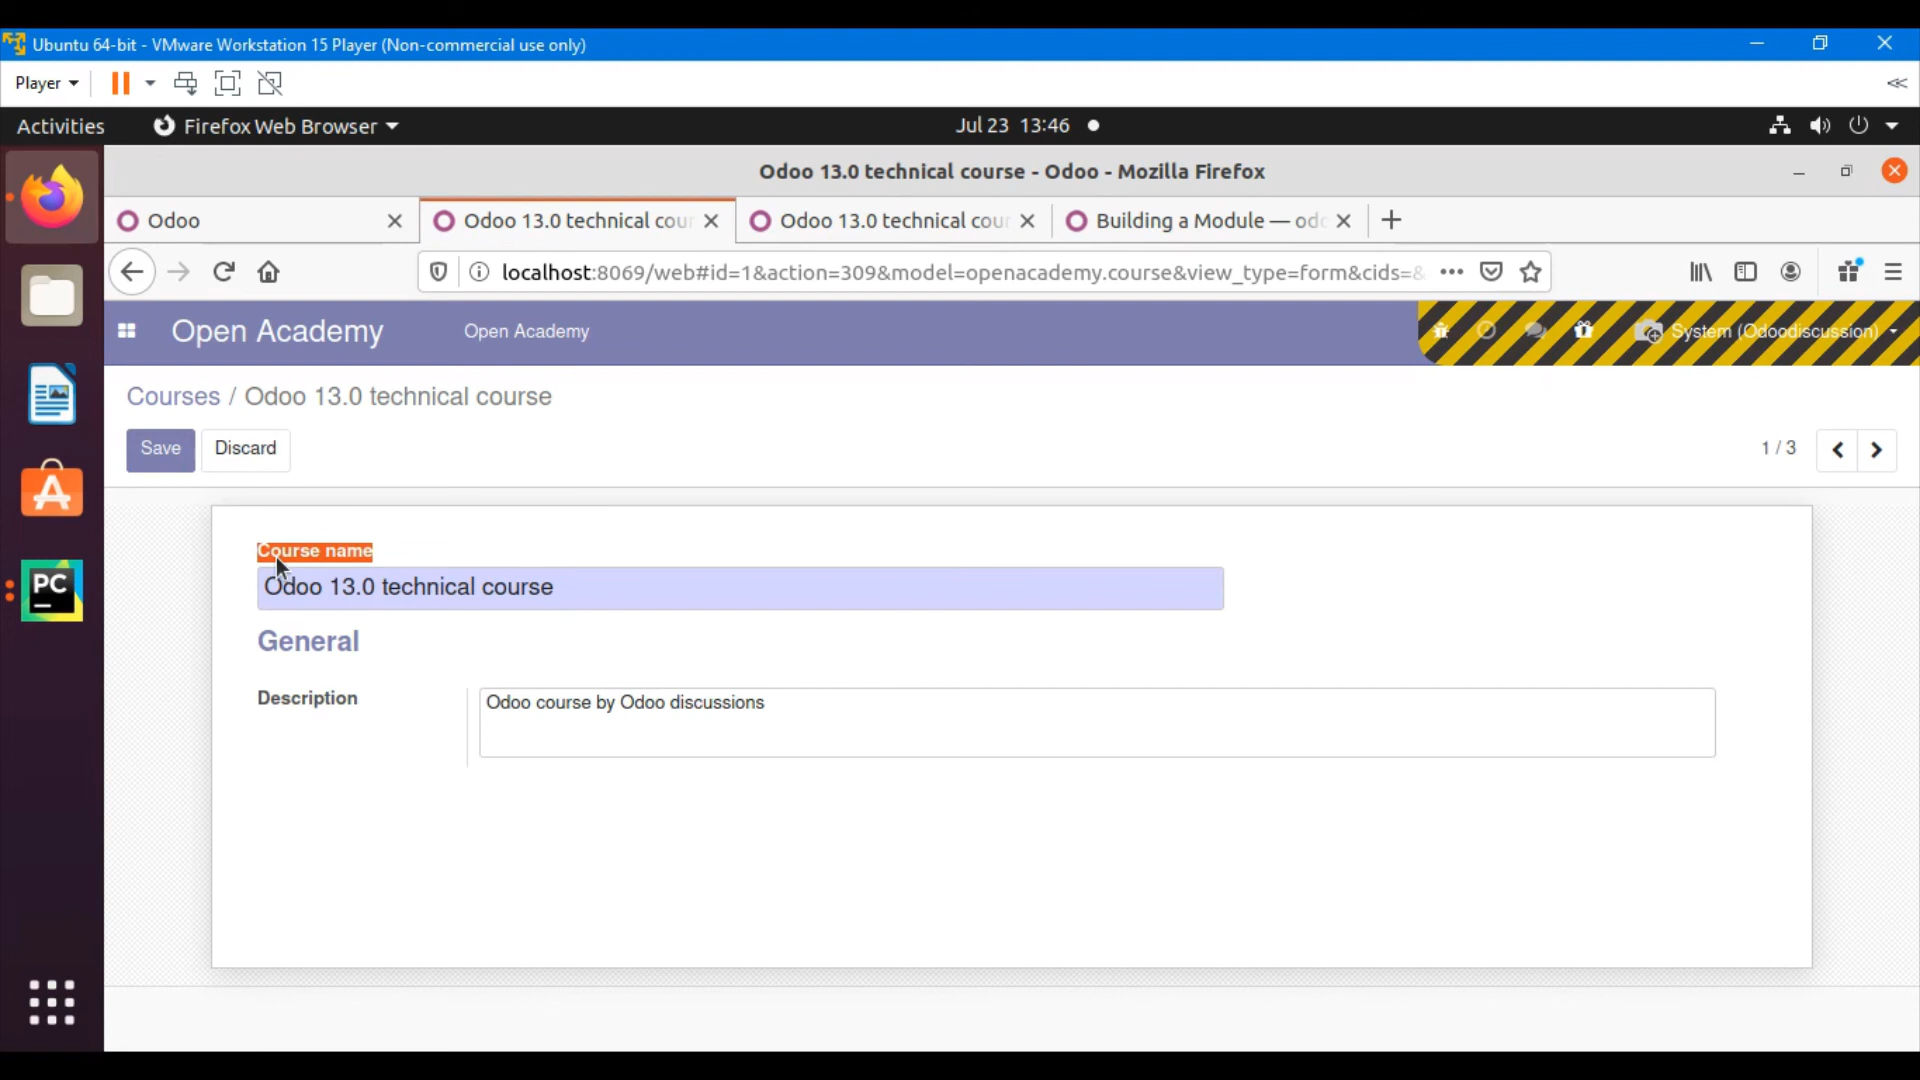 Ubuntu 64-bit - VMware Workstation 15 Player (Non-commercial use only)
Player
Activities
Firefox Web Browser
Jul 23 13:46
Odoo 13.0 technical course - Odoo - Mozilla Firefox
Odoo
Odoo 13.0 technical cour
Odoo 13.0 technical cour
Building a Module — odo
localhost:8069/web#id=1&action=309&model=openacademy.course&view_type=form&cids=&
Open Academy
Open Academy
System (Odoodiscussion)
Courses / Odoo 13.0 technical course
Save
Discard
1 / 3
Course name
Odoo 13.0 technical course
General
Description
Odoo course by Odoo discussions
PC